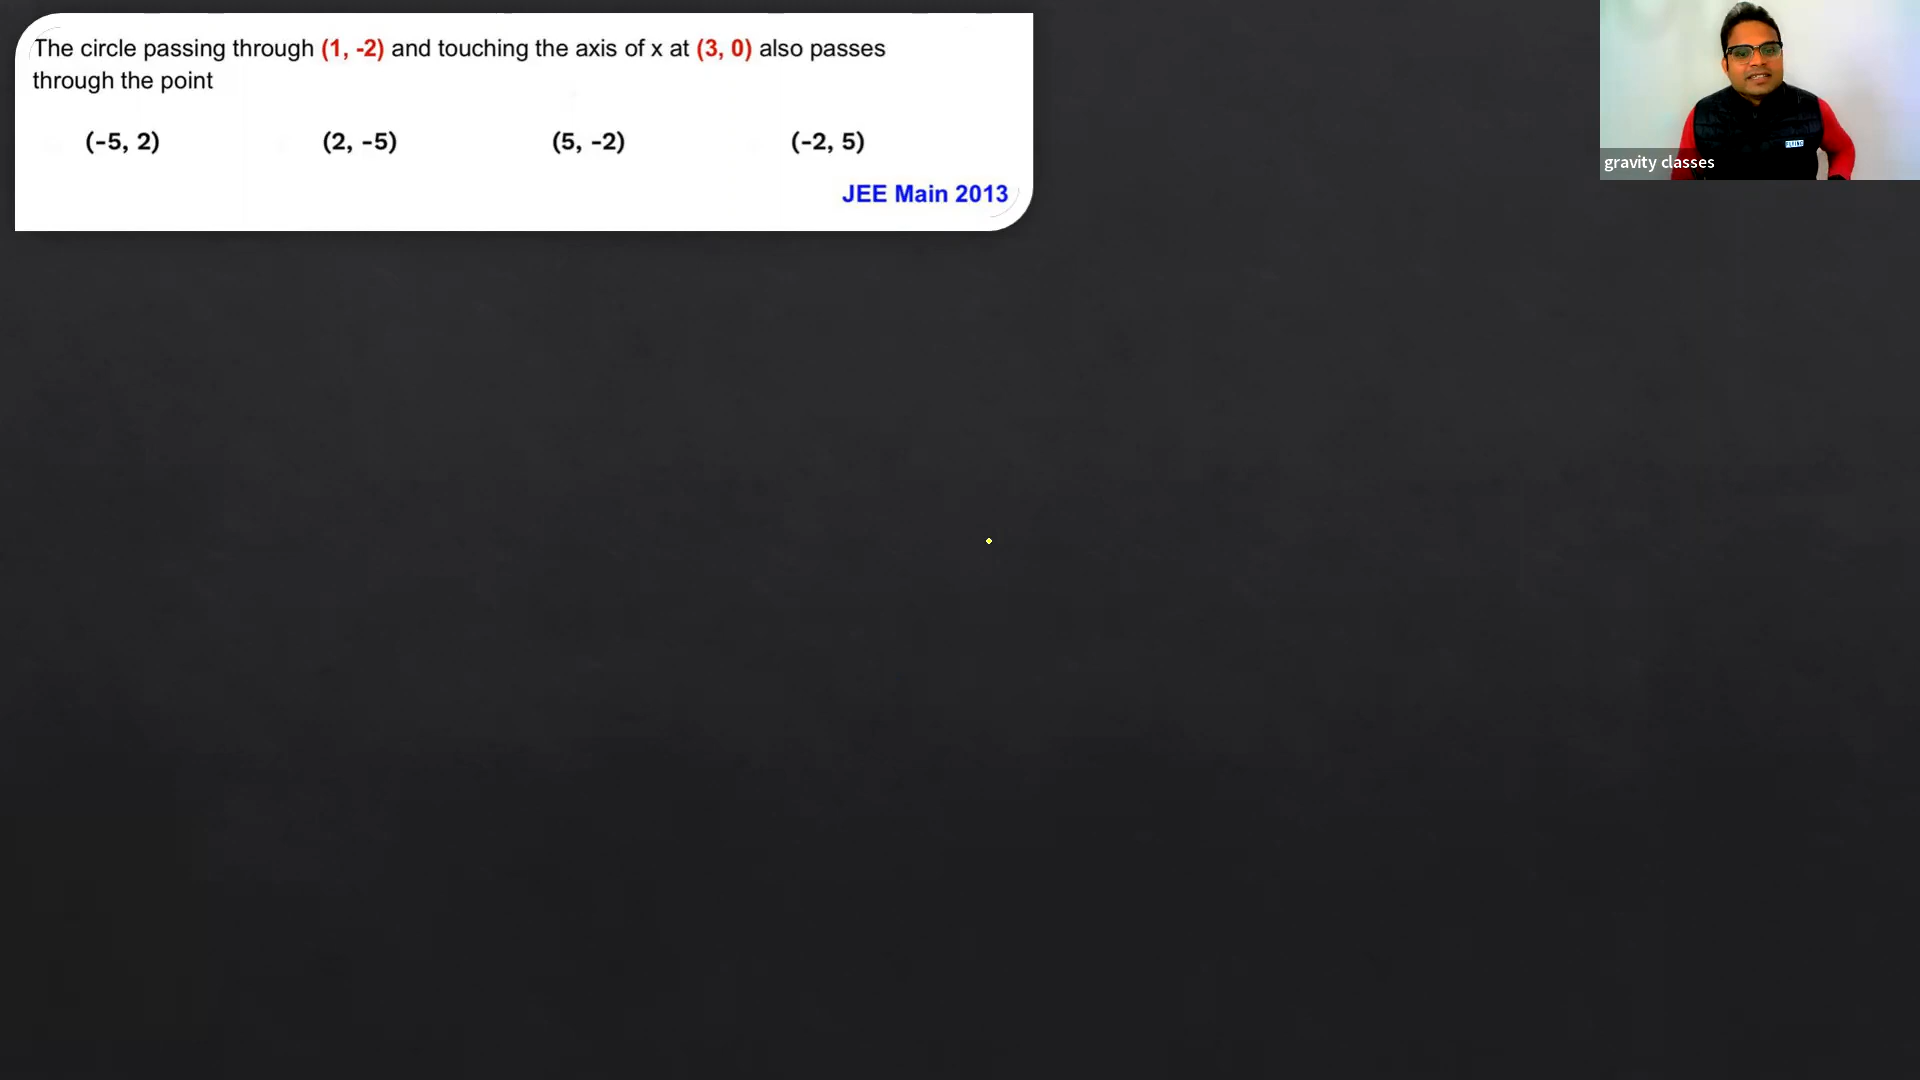 The circle passing through (1, -2) and touching the axis of x at (3, 0) also passes
through the point
(-5, 2) (2, -5) (5, -2) (-2, 5)
JEE Main 2013
gravity classes